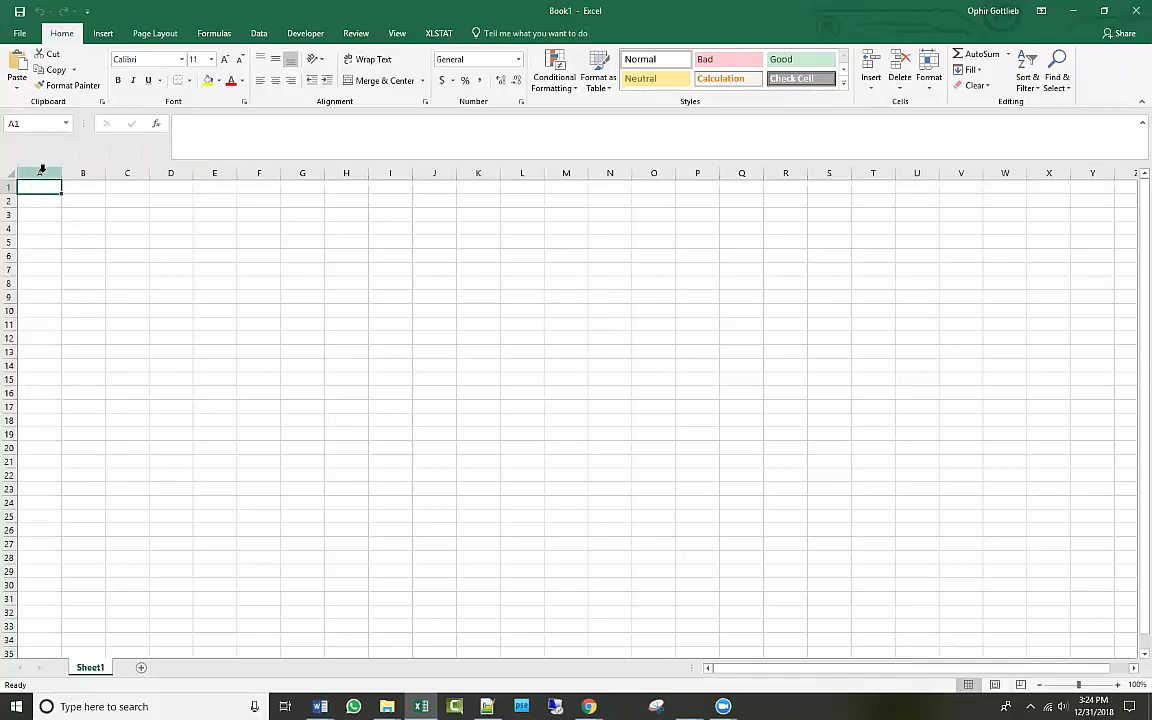 Book1 - Excel
Ophir Gottlieb
File Home Insert Page Layout Formulas Data Developer Review View XLSTAT Tell me what you want to do Share
Paste
Cut
Copy
Format Painter
Clipboard
Calibri 11
B I U
Font
Wrap Text
Merge & Center
Alignment
General
$ % ,
Number
Conditional Formatting
Format as Table
Normal Bad Good
Neutral Calculation Check Cell
Styles
Insert Delete Format
Cells
AutoSum
Fill
Clear
Sort & Filter
Find & Select
Editing
A1 fx
A B C D E F G H I J K L M N O P Q R S T U V W X Y Z
1
2
3
4
5
6
7
8
9
10
11
12
13
14
15
16
17
18
19
20
21
22
23
24
25
26
27
28
29
30
31
32
33
34
35
Sheet1
Ready
100%
Type here to search
3:24 PM
12/31/2018